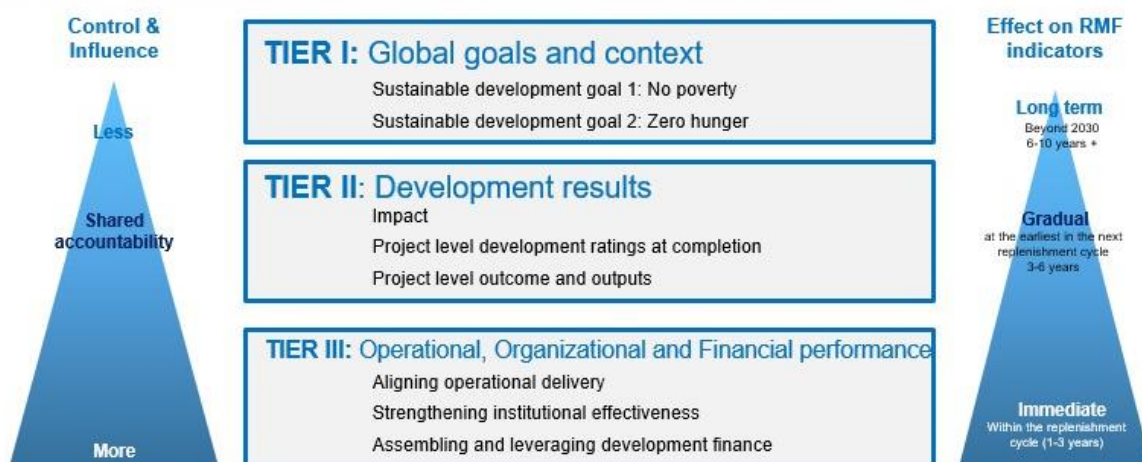 Control &
Influence
Less
Shared
accountability
More
TIER I: Global goals and context
Sustainable development goal 1: No poverty
Sustainable development goal 2: Zero hunger
TIER II: Development results
Impact
Project level development ratings at completion
Project level outcome and outputs
TIER III: Operational, Organizational and Financial performance
Aligning operational delivery
Strengthening institutional effectiveness
Assembling and leveraging development finance
Effect on RMF
indicators
Long term
Beyond 2030
6-10 years +
Gradual
at the earliest in the next
replenishment cycle
3-6 years
Immediate
Within the replenishment
cycle (1-3 years)